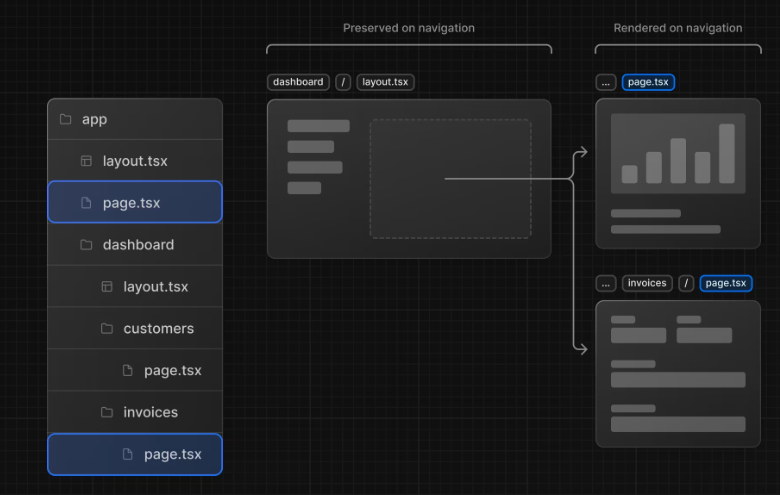 Preserved on navigation
Rendered on navigation
dashboard / layout.tsx
... page.tsx
app
layout.tsx
page.tsx
dashboard
layout.tsx
customers
page.tsx
invoices
page.tsx
... invoices / page.tsx